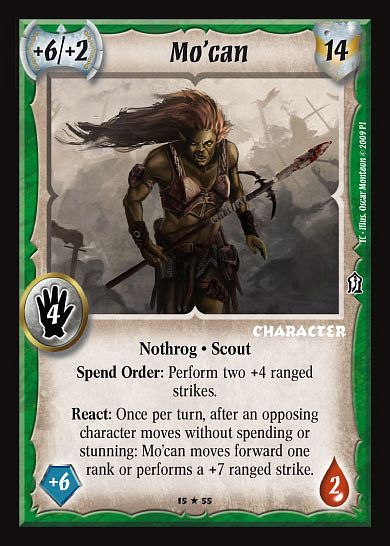 +6/+2
Mo'can
14
TC • Illus. Oscar Montoon © 2009 P1
4
CHARACTER
Nothrog • Scout
Spend Order: Perform two +4 ranged
strikes.
React: Once per turn, after an opposing
character moves without spending or
stunning: Mo'can moves forward one
rank or performs a +7 ranged strike.
+6
2
15 ★ 55